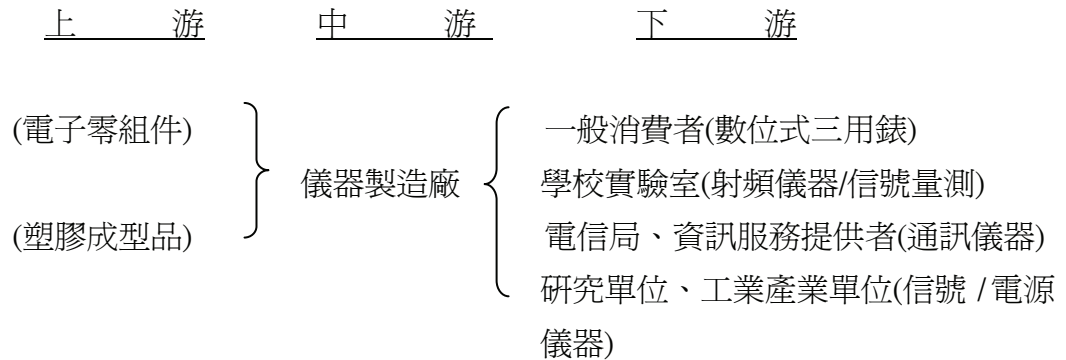 上 游 中 游 下 游
(電子零組件) 一般消費者(數位式三用錶)
儀器製造廠 學校實驗室(射頻儀器/信號量測)
(塑膠成型品) 電信局、資訊服務提供者(通訊儀器)
研究單位、工業產業單位(信號 /電源
儀器)